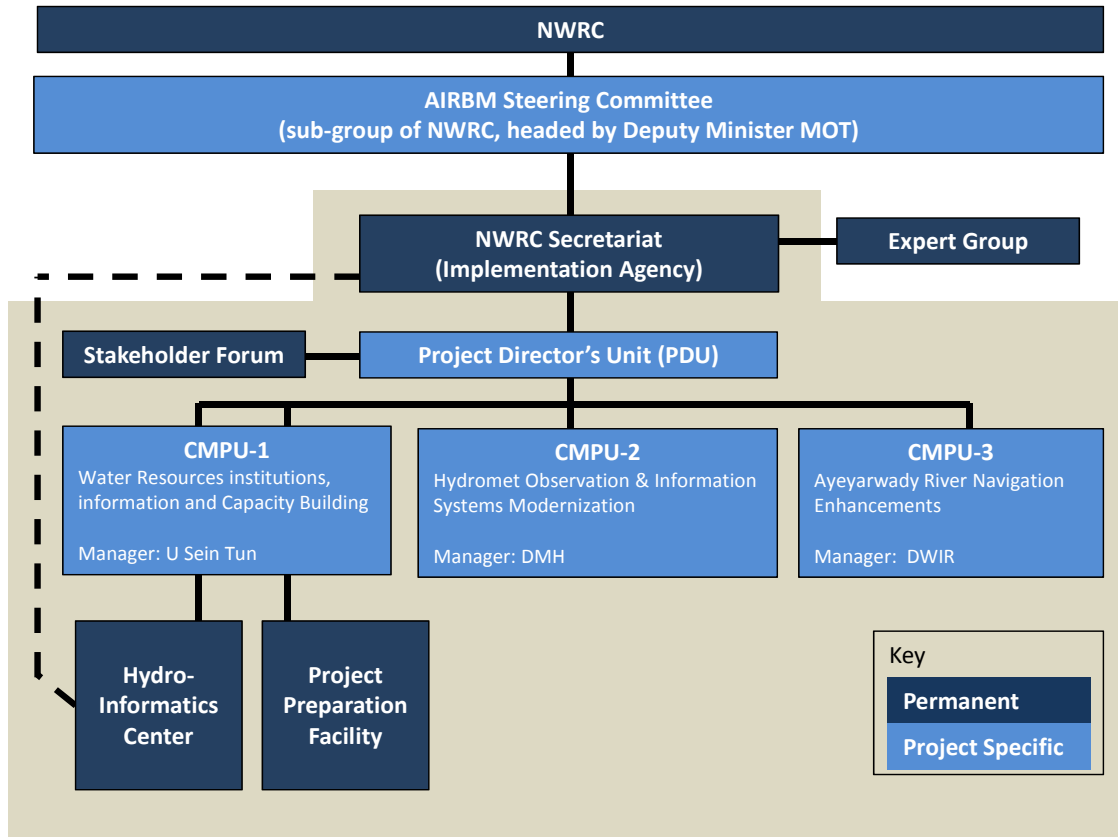 NWRC
AIRBM Steering Committee
(sub-group of NWRC, headed by Deputy Minister MOT)
NWRC Secretariat
(Implementation Agency)
Expert Group
Stakeholder Forum
Project Director’s Unit (PDU)
CMPU-1
Water Resources institutions,
information and Capacity Building
Manager: U Sein Tun
CMPU-2
Hydromet Observation & Information
Systems Modernization
Manager: DMH
CMPU-3
Ayeyarwady River Navigation
Enhancements
Manager: DWIR
Hydro-
Informatics
Center
Project
Preparation
Facility
Key
Permanent
Project Specific